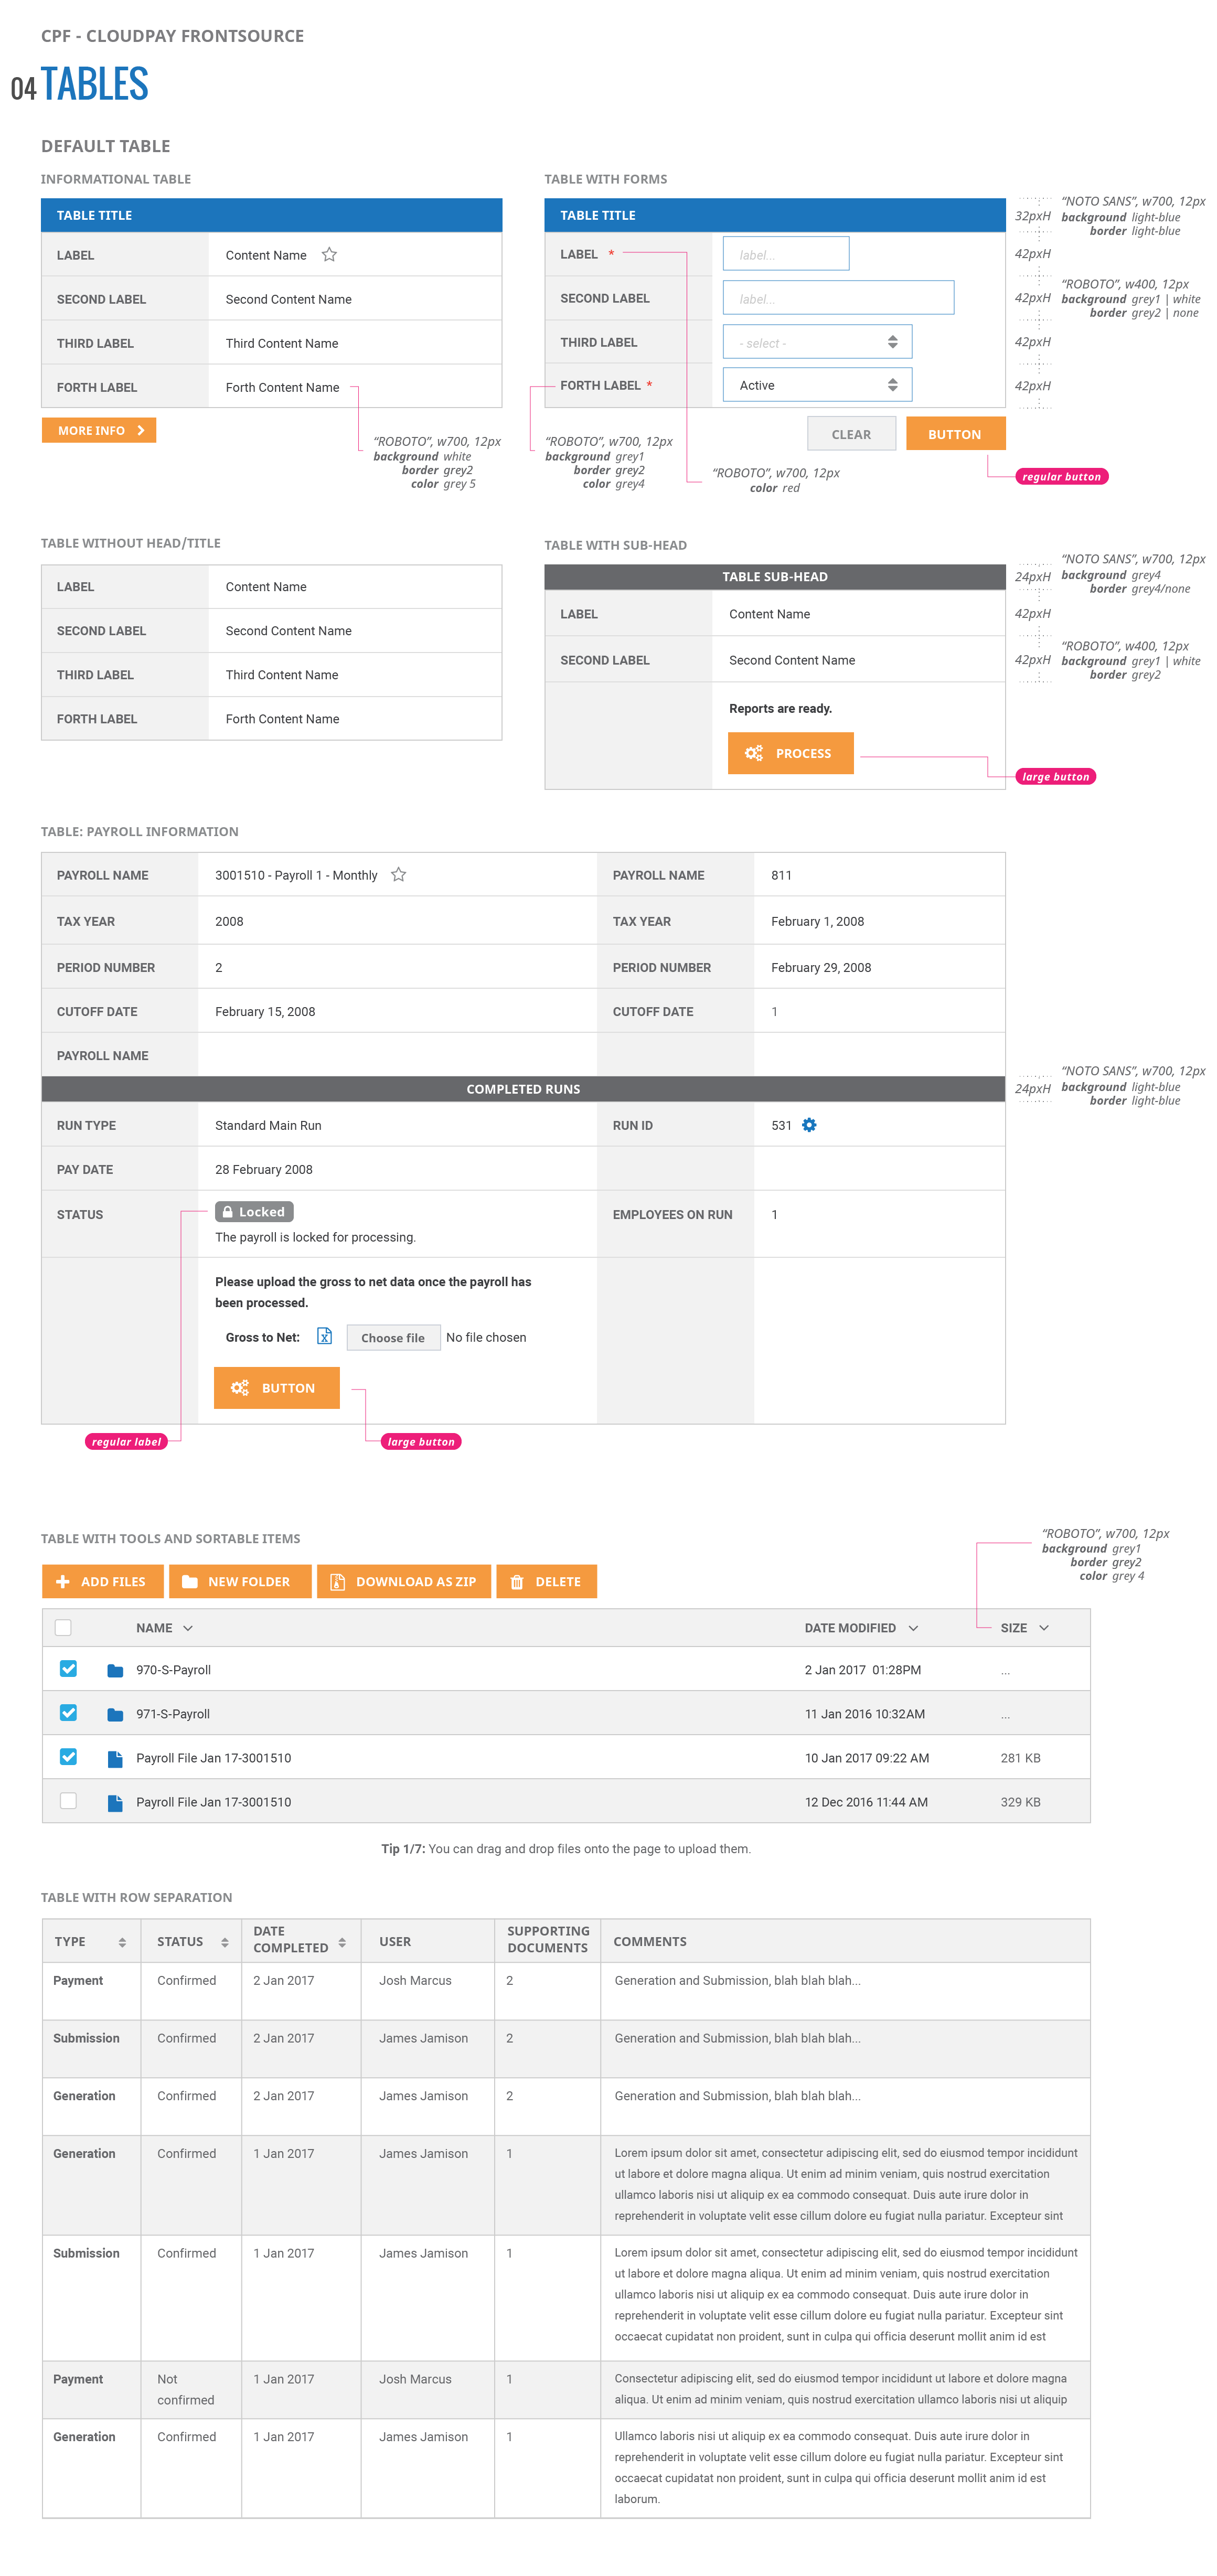 CPF - CLOUDPAY FRONTSOURCE
04 TABLES
DEFAULT TABLE
INFORMATIONAL TABLE
TABLE TITLE
LABEL Content Name
SECOND LABEL Second Content Name
THIRD LABEL Third Content Name
FORTH LABEL Forth Content Name
MORE INFO
“ROBOTO”, w700, 12px
background white
border grey2
color grey 5
TABLE WITH FORMS
TABLE TITLE
LABEL * label...
SECOND LABEL label...
THIRD LABEL - select -
FORTH LABEL * Active
CLEAR BUTTON
“ROBOTO”, w700, 12px
background grey1
border grey2
color grey4
“ROBOTO”, w700, 12px
color red
regular button
32pxH
42pxH
42pxH
42pxH
42pxH
“NOTO SANS”, w700, 12px
background light-blue
border light-blue
“ROBOTO”, w400, 12px
background grey1 | white
border grey2 | none
TABLE WITHOUT HEAD/TITLE
LABEL Content Name
SECOND LABEL Second Content Name
THIRD LABEL Third Content Name
FORTH LABEL Forth Content Name
TABLE WITH SUB-HEAD
TABLE SUB-HEAD
LABEL Content Name
SECOND LABEL Second Content Name
Reports are ready.
PROCESS
large button
24pxH
42pxH
42pxH
“NOTO SANS”, w700, 12px
background grey4
border grey4/none
“ROBOTO”, w400, 12px
background grey1 | white
border grey2
TABLE: PAYROLL INFORMATION
PAYROLL NAME 3001510 - Payroll 1 - Monthly PAYROLL NAME 811
TAX YEAR 2008 TAX YEAR February 1, 2008
PERIOD NUMBER 2 PERIOD NUMBER February 29, 2008
CUTOFF DATE February 15, 2008 CUTOFF DATE 1
PAYROLL NAME
COMPLETED RUNS
24pxH
“NOTO SANS”, w700, 12px
background light-blue
border light-blue
RUN TYPE Standard Main Run RUN ID 531
PAY DATE 28 February 2008
STATUS Locked EMPLOYEES ON RUN 1
The payroll is locked for processing.
Please upload the gross to net data once the payroll has
been processed.
Gross to Net: X Choose file No file chosen
BUTTON
regular label large button
TABLE WITH TOOLS AND SORTABLE ITEMS
“ROBOTO”, w700, 12px
background grey1
border grey2
color grey 4
ADD FILES NEW FOLDER DOWNLOAD AS ZIP DELETE
NAME DATE MODIFIED SIZE
970-S-Payroll 2 Jan 2017 01:28PM ...
971-S-Payroll 11 Jan 2016 10:32AM ...
Payroll File Jan 17-3001510 10 Jan 2017 09:22 AM 281 KB
Payroll File Jan 17-3001510 12 Dec 2016 11:44 AM 329 KB
Tip 1/7: You can drag and drop files onto the page to upload them.
TABLE WITH ROW SEPARATION
TYPE STATUS DATE COMPLETED USER SUPPORTING DOCUMENTS COMMENTS
Payment Confirmed 2 Jan 2017 Josh Marcus 2 Generation and Submission, blah blah blah...
Submission Confirmed 2 Jan 2017 James Jamison 2 Generation and Submission, blah blah blah...
Generation Confirmed 2 Jan 2017 James Jamison 2 Generation and Submission, blah blah blah...
Generation Confirmed 1 Jan 2017 James Jamison 1 Lorem ipsum dolor sit amet, consectetur adipiscing elit, sed do eiusmod tempor incididunt
ut labore et dolore magna aliqua. Ut enim ad minim veniam, quis nostrud exercitation
ullamco laboris nisi ut aliquip ex ea commodo consequat. Duis aute irure dolor in
reprehenderit in voluptate velit esse cillum dolore eu fugiat nulla pariatur. Excepteur sint
Submission Confirmed 1 Jan 2017 James Jamison 1 Lorem ipsum dolor sit amet, consectetur adipiscing elit, sed do eiusmod tempor incididunt
ut labore et dolore magna aliqua. Ut enim ad minim veniam, quis nostrud exercitation
ullamco laboris nisi ut aliquip ex ea commodo consequat. Duis aute irure dolor in
reprehenderit in voluptate velit esse cillum dolore eu fugiat nulla pariatur. Excepteur sint
occaecat cupidatat non proident, sunt in culpa qui officia deserunt mollit anim id est
Payment Not confirmed 1 Jan 2017 Josh Marcus 1 Consectetur adipiscing elit, sed do eiusmod tempor incididunt ut labore et dolore magna
aliqua. Ut enim ad minim veniam, quis nostrud exercitation ullamco laboris nisi ut aliquip
Generation Confirmed 1 Jan 2017 James Jamison 1 Ullamco laboris nisi ut aliquip ex ea commodo consequat. Duis aute irure dolor in
reprehenderit in voluptate velit esse cillum dolore eu fugiat nulla pariatur. Excepteur sint
occaecat cupidatat non proident, sunt in culpa qui officia deserunt mollit anim id est
laborum.